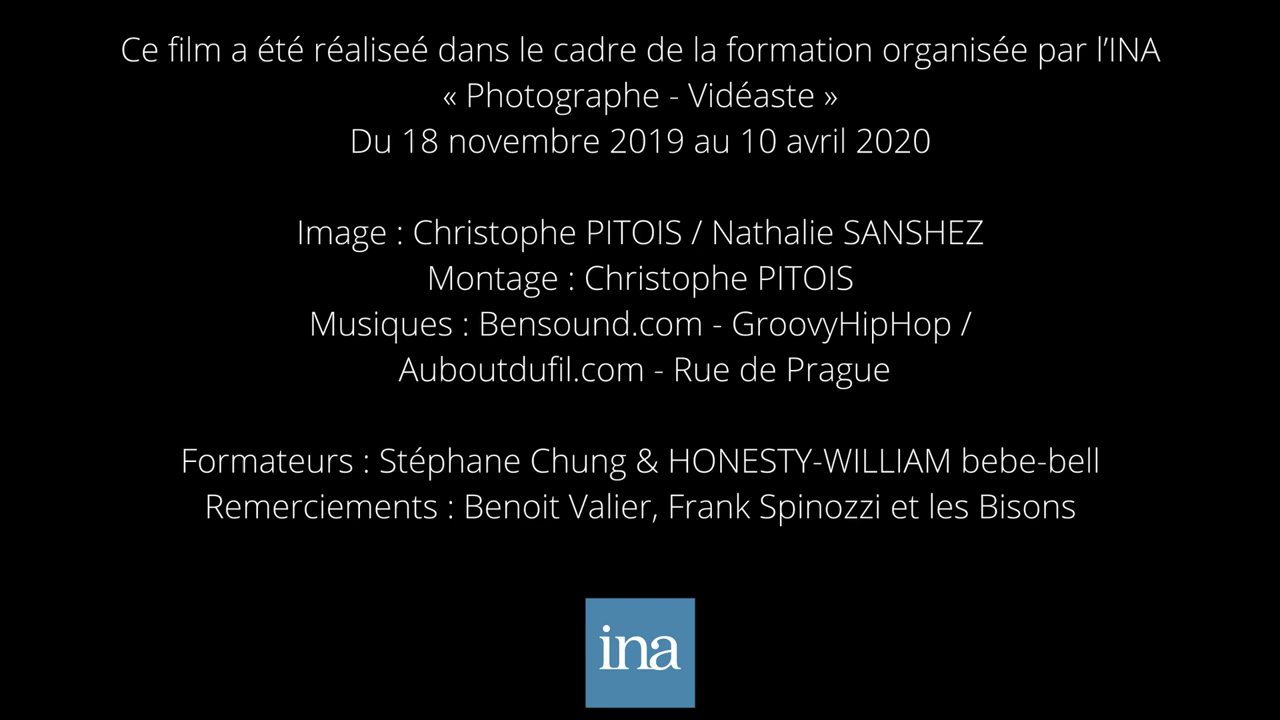 Ce film a été réaliseé dans le cadre de la formation organisée par l’INA
« Photographe - Vidéaste »
Du 18 novembre 2019 au 10 avril 2020
Image : Christophe PITOIS / Nathalie SANSHEZ
Montage : Christophe PITOIS
Musiques : Bensound.com - GroovyHipHop /
Auboutdufil.com - Rue de Prague
Formateurs : Stéphane Chung & HONESTY-WILLIAM bebe-bell
Remerciements : Benoit Valier, Frank Spinozzi et les Bisons
ina